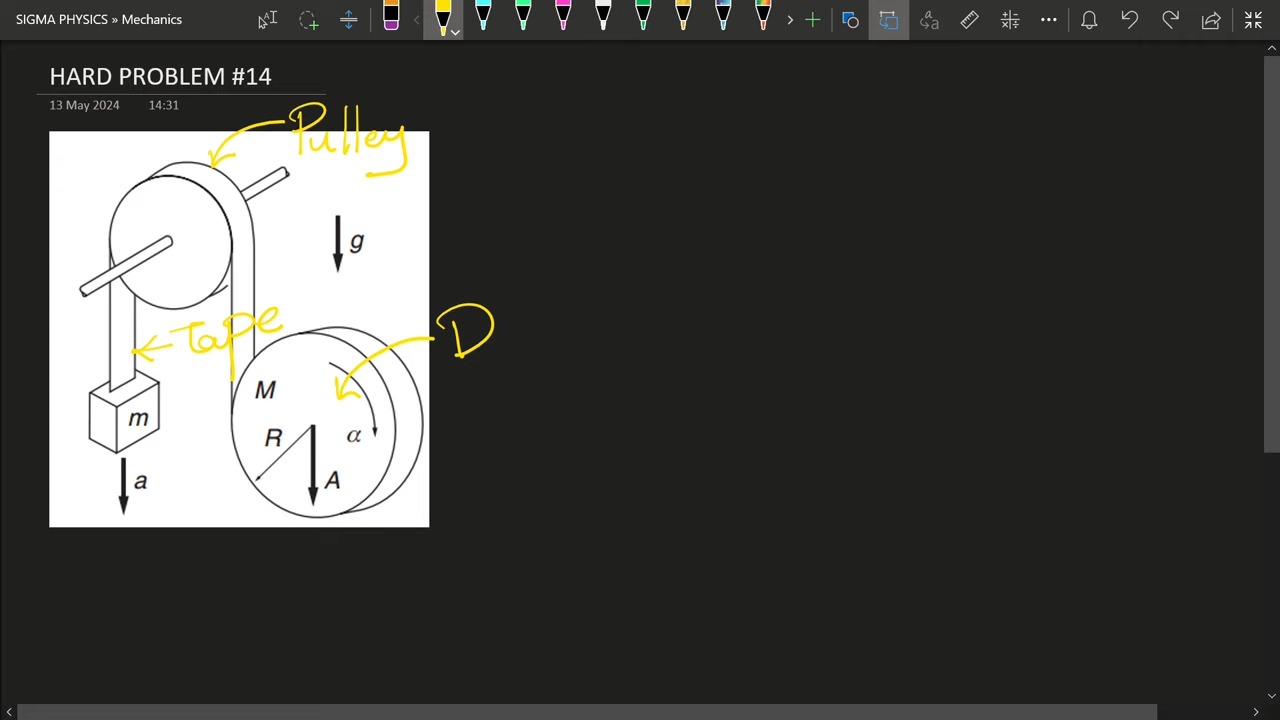 SIGMA PHYSICS » Mechanics
HARD PROBLEM #14
13 May 2024 14:31
Pulley
g
Tape
D
M
m
R
α
A
a